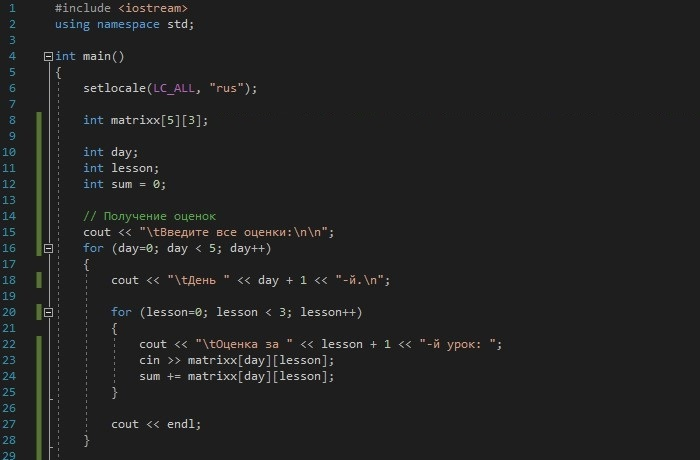 1 #include <iostream>
2 using namespace std;
3
4 int main()
5 {
6 setlocale(LC_ALL, "rus");
7
8 int matrixx[5][3];
9
10 int day;
11 int lesson;
12 int sum = 0;
13
14 // Получение оценок
15 cout << "\tВведите все оценки:\n\n";
16 for (day=0; day < 5; day++)
17 {
18 cout << "\tДень " << day + 1 << "-й.\n";
19
20 for (lesson=0; lesson < 3; lesson++)
21 {
22 cout << "\tОценка за " << lesson + 1 << "-й урок: ";
23 cin >> matrixx[day][lesson];
24 sum += matrixx[day][lesson];
25 }
26
27 cout << endl;
28 }
29